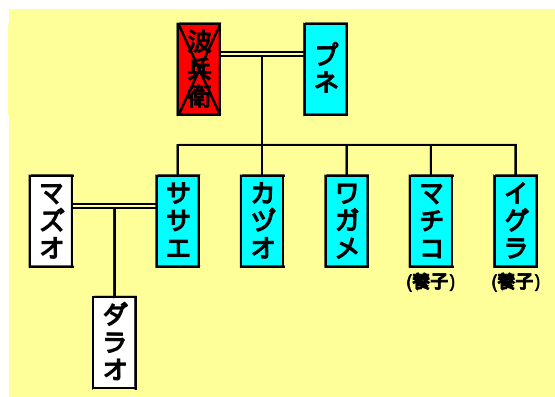 波兵衛
プネ
マズオ
ササエ
カヅオ
ワガメ
マチコ
(養子)
イグラ
(養子)
ダラオ